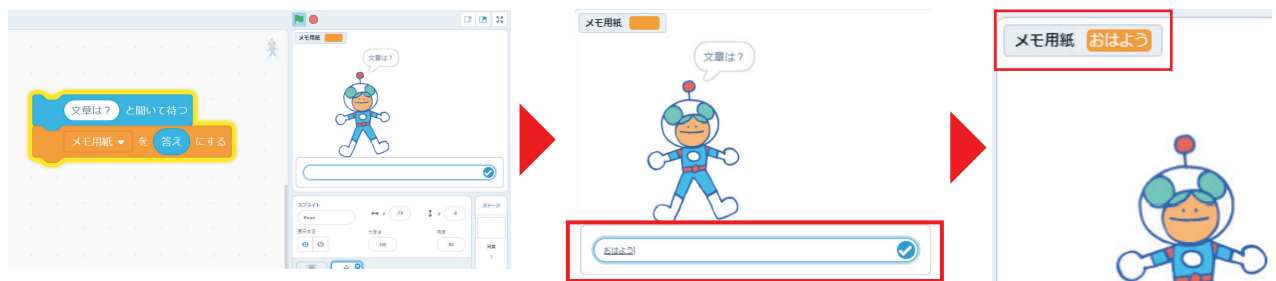 文章は？ と聞いて待つ
メモ用紙 を 答え にする
メモ用紙
文章は？
スプライト
Kiran
x
y
表示する
大きさ
100
向き
90
ステージ
背景
1
メモ用紙
文章は？
おはよう
メモ用紙 おはよう